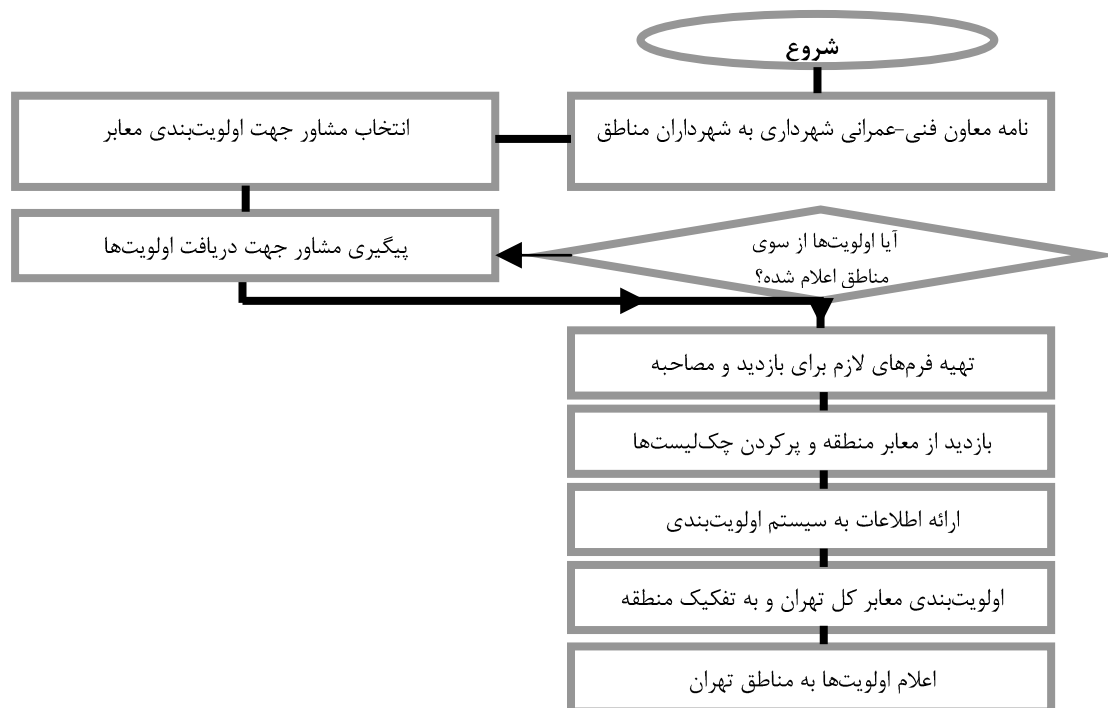 شروع
نامه معاون فنی-عمرانی شهرداری به شهرداران مناطق
انتخاب مشاور جهت اولویت‌بندی معابر
آیا اولویت‌ها از سوی
مناطق اعلام شده؟
پیگیری مشاور جهت دریافت اولویت‌ها
تهیه فرم‌های لازم برای بازدید و مصاحبه
بازدید از معابر منطقه و پرکردن چک‌لیست‌ها
ارائه اطلاعات به سیستم اولویت‌بندی
اولویت‌بندی معابر کل تهران و به تفکیک منطقه
اعلام اولویت‌ها به مناطق تهران